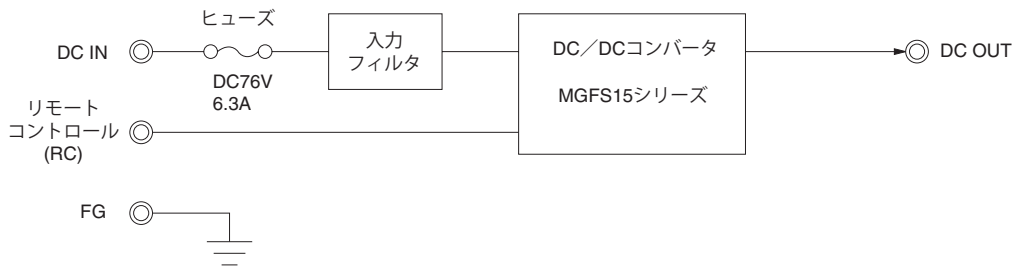 ヒューズ
DC IN
DC76V
6.3A
入力
フィルタ
DC／DCコンバータ
MGFS15シリーズ
DC OUT
リモート
コントロール
(RC)
FG